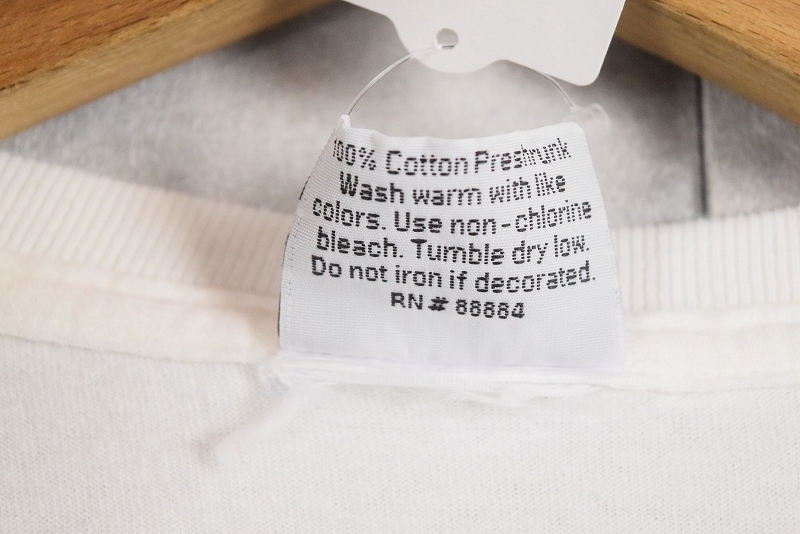 100% Cotton Preshrunk
Wash warm with like
colors. Use non-chlorine
bleach. Tumble dry low.
Do not iron if decorated.
RN# 88884